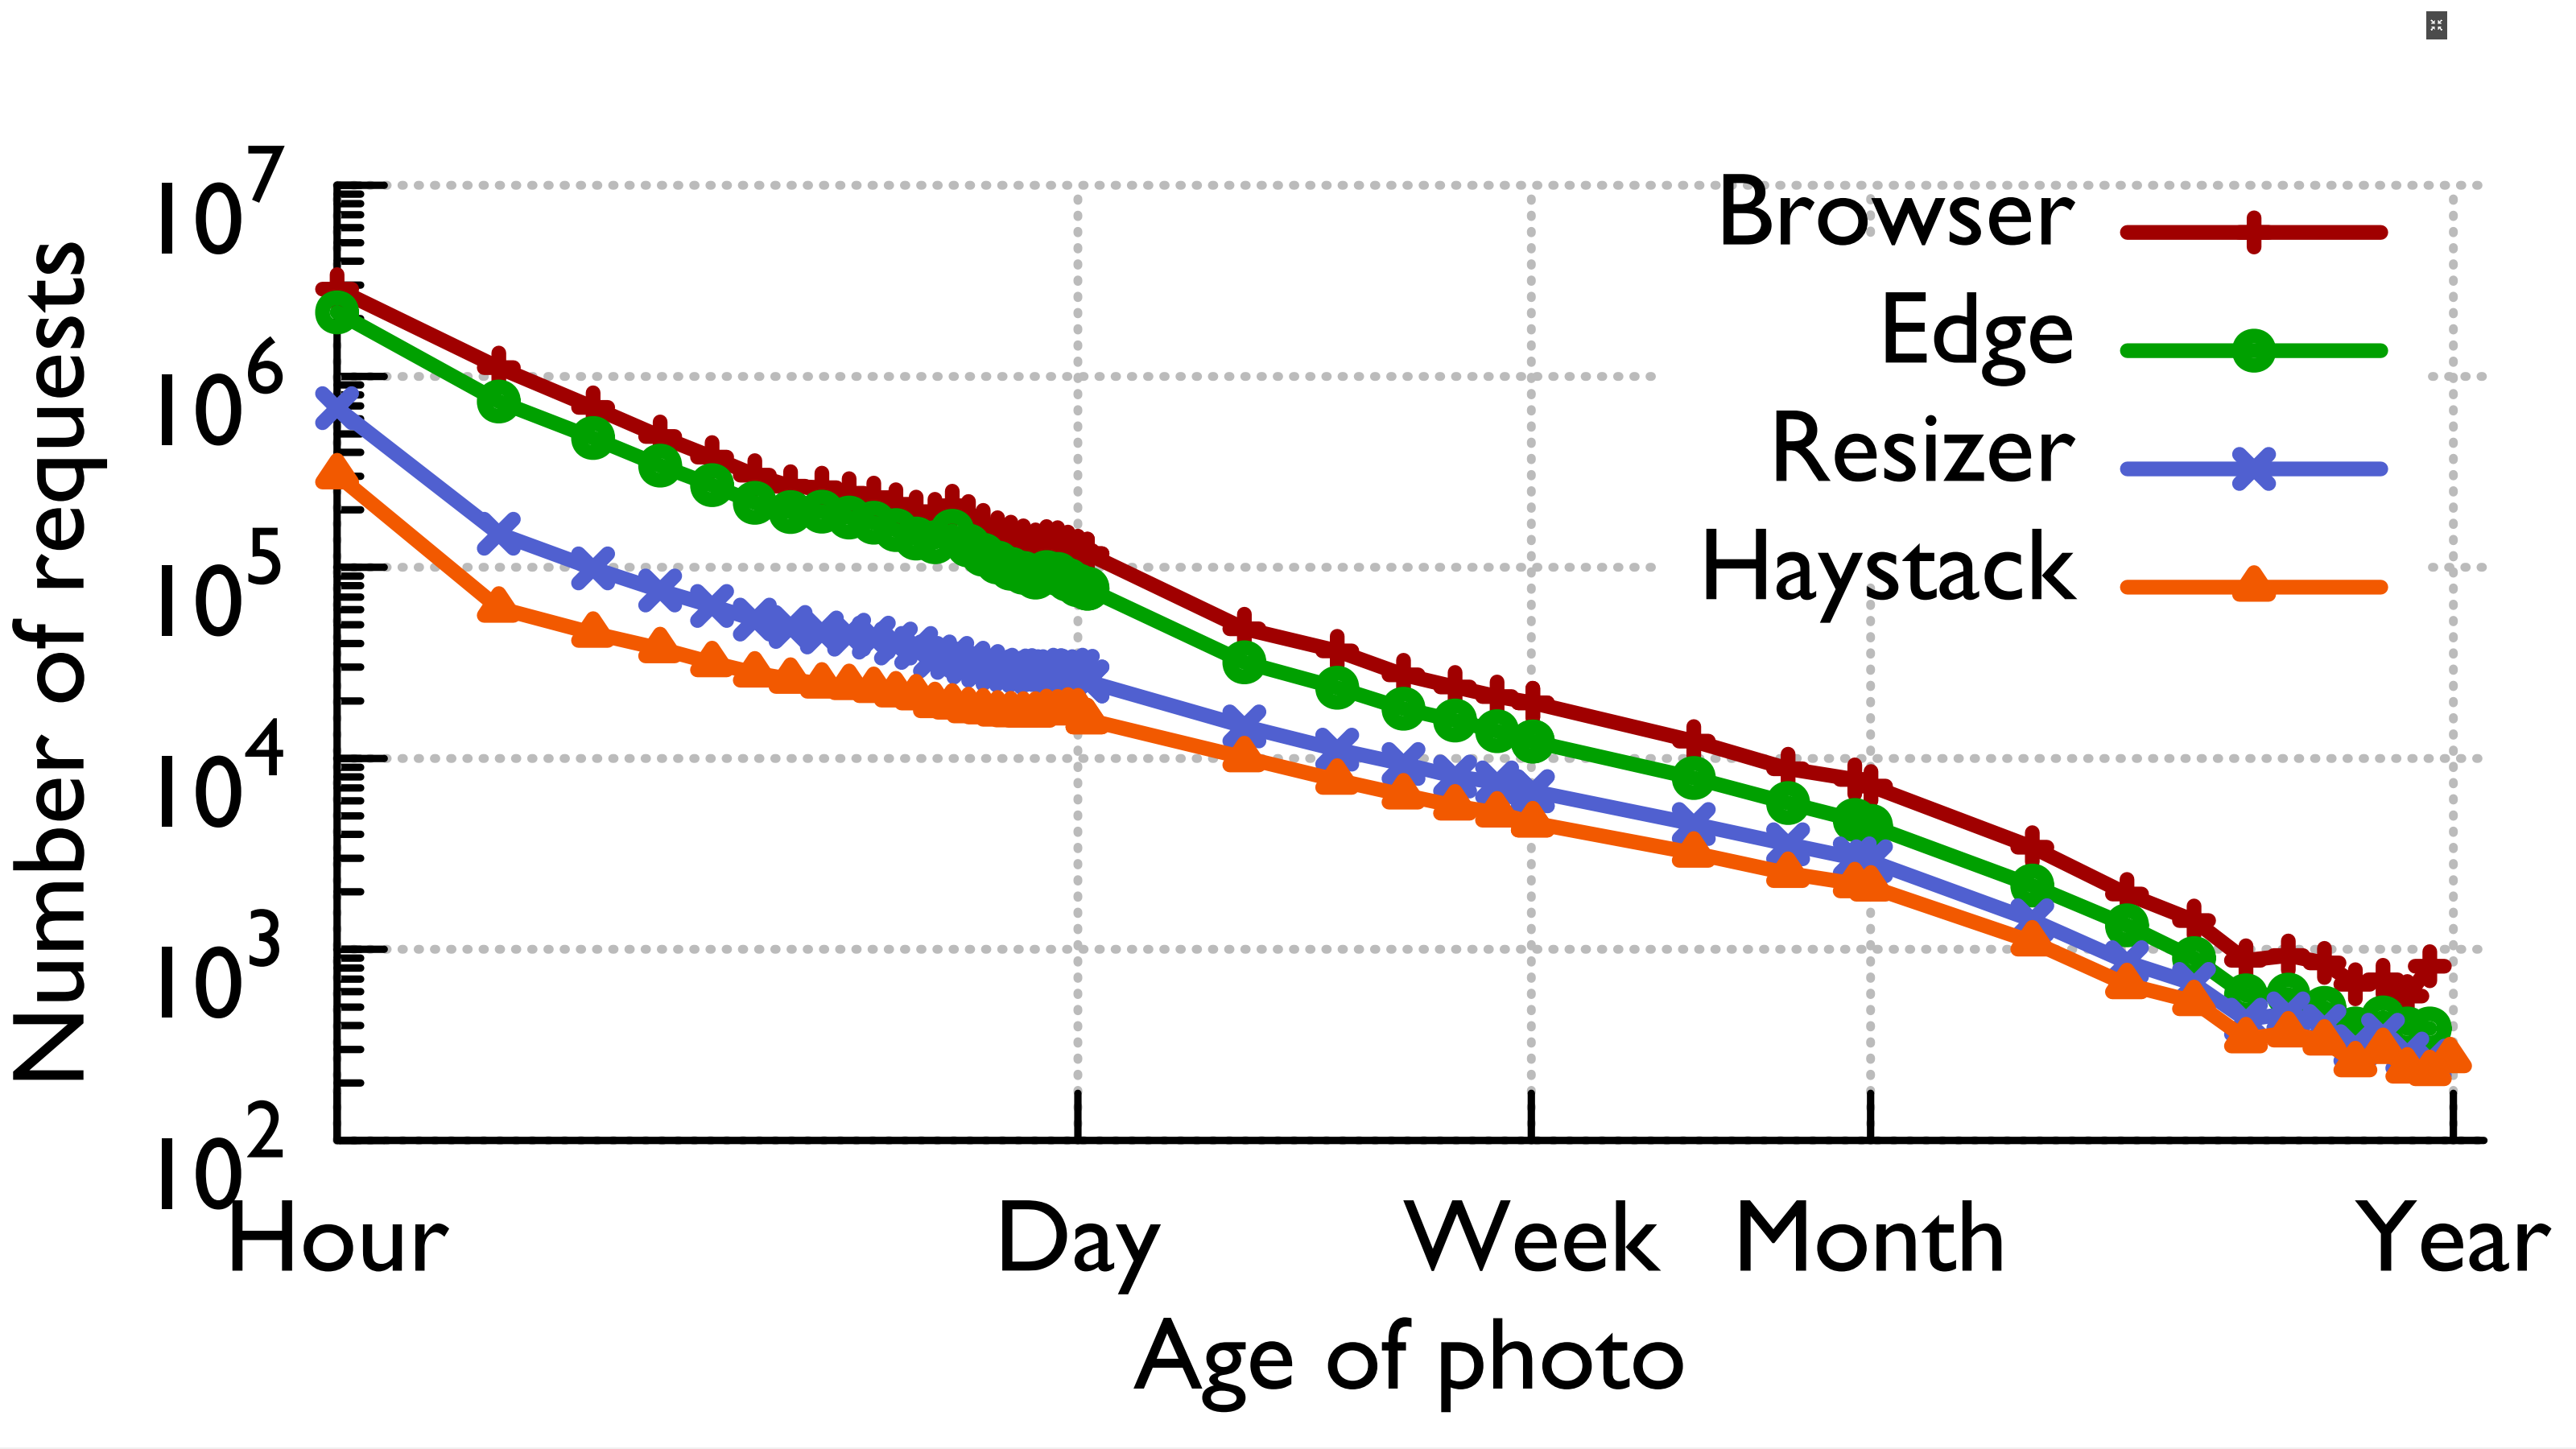 Number of requests
10^7
10^6
10^5
10^4
10^3
10^2
Browser
Edge
Resizer
Haystack
Hour Day Week Month Year
Age of photo